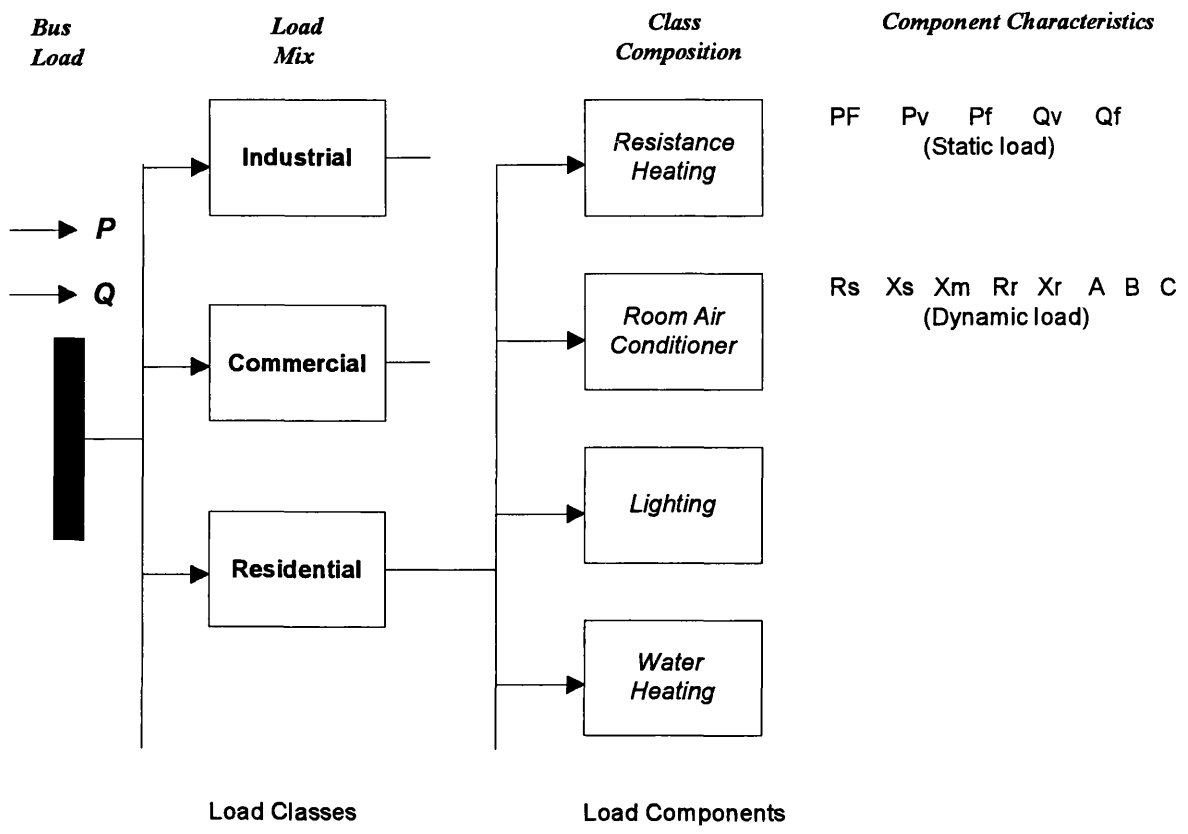 Bus
Load
Load
Mix
Class
Composition
Component Characteristics
Industrial
Commercial
Residential
P
Q
Resistance
Heating
Room Air
Conditioner
Lighting
Water
Heating
PF Pv Pf Qv Qf
(Static load)
Rs Xs Xm Rr Xr A B C
(Dynamic load)
Load Classes
Load Components